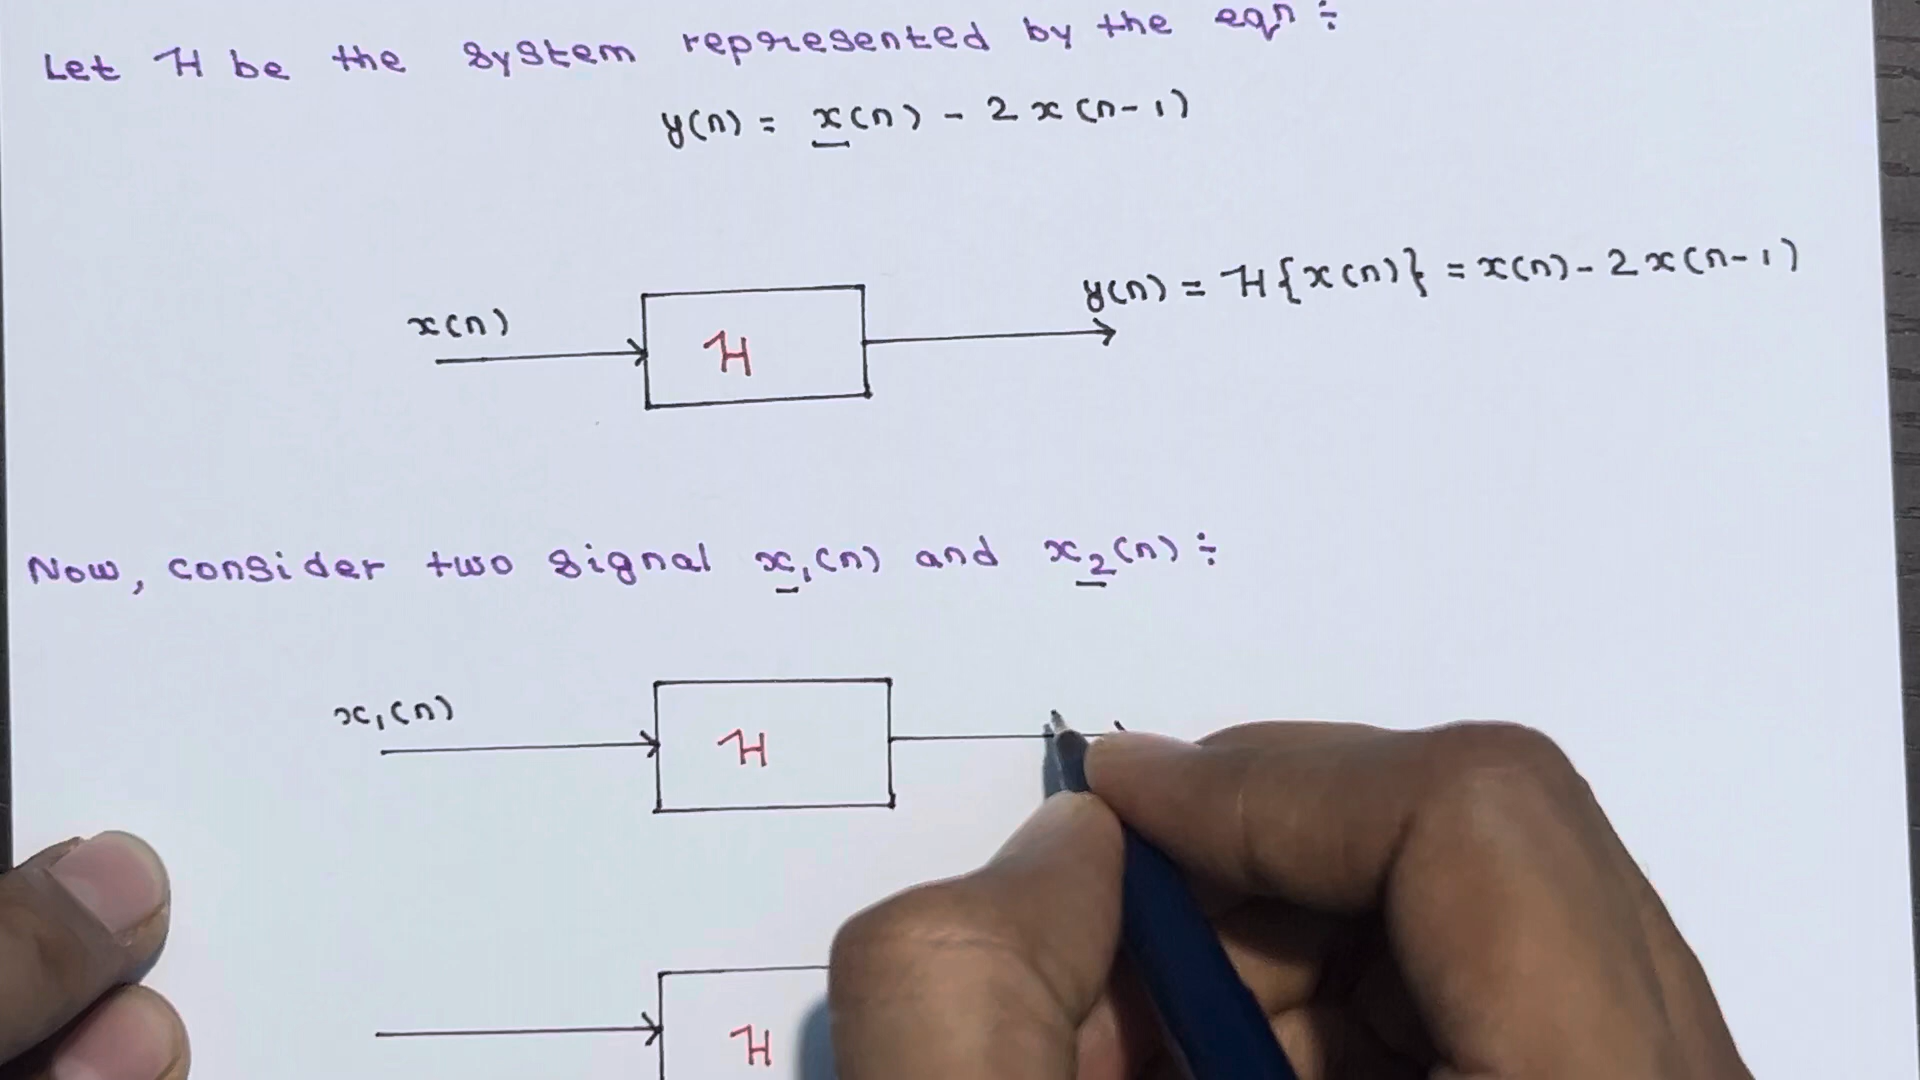 Let H be the system represented by the eqn ÷
y(n) = x(n) - 2x(n-1)
y(n) = H{x(n)} = x(n) - 2x(n-1)
x(n)
H
Now, consider two signal x₁(n) and x₂(n) ÷
x₁(n)
H
H